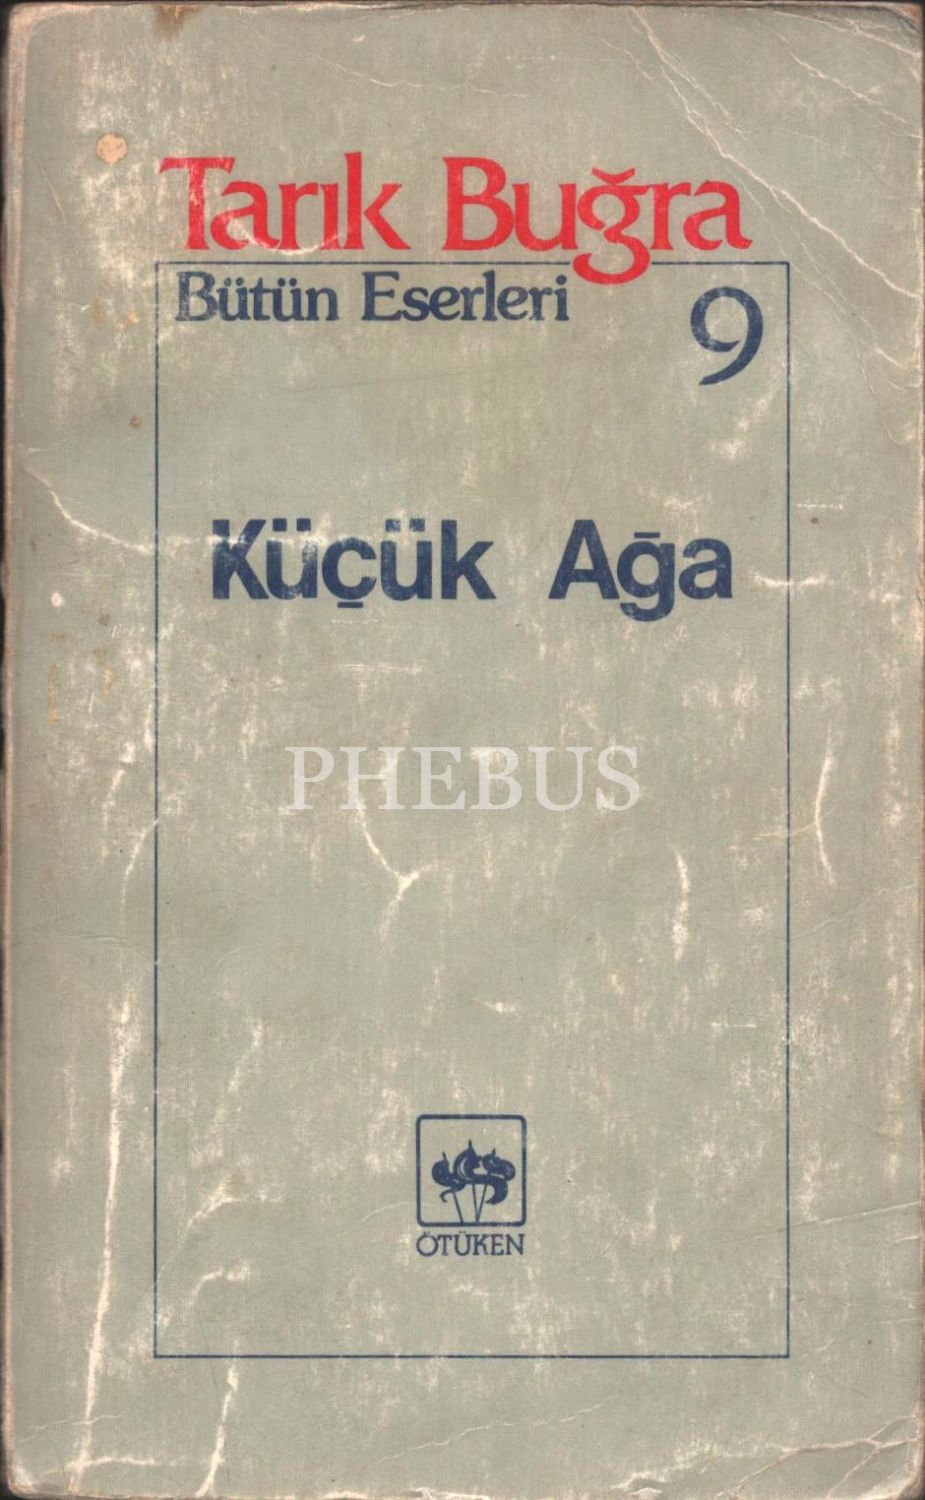 Tarık Buğra
Bütün Eserleri 9
Küçük Ağa
PHEBUS
ÖTÜKEN